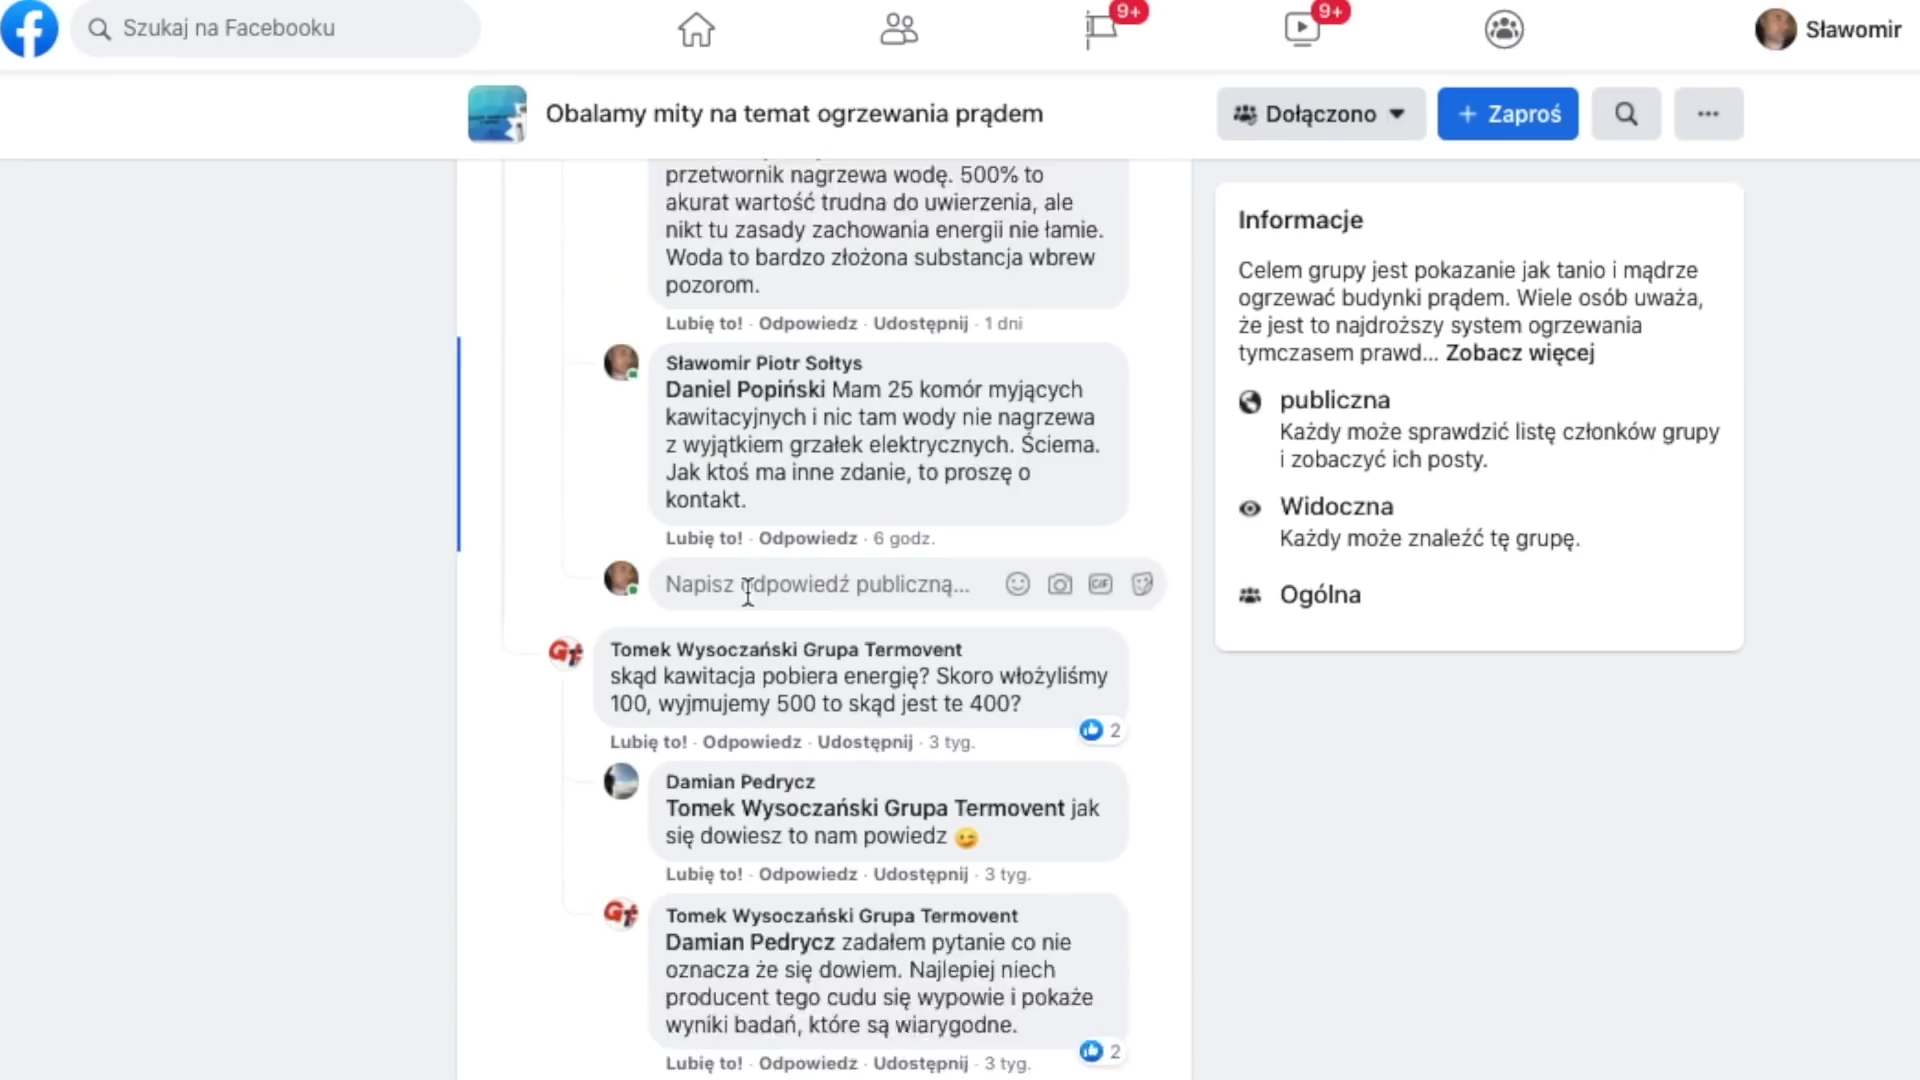 Szukaj na Facebooku
9+
9+
Sławomir
Obalamy mity na temat ogrzewania prądem
Dołączono
+ Zaproś
przetwornik nagrzewa wodę. 500% to
akurat wartość trudna do uwierzenia, ale
nikt tu zasady zachowania energii nie łamie.
Woda to bardzo złożona substancja wbrew
pozorom.
Lubię to! · Odpowiedz · Udostępnij · 1 dni
Sławomir Piotr Sołtys
Daniel Popiński Mam 25 komór myjących
kawitacyjnych i nic tam wody nie nagrzewa
z wyjątkiem grzałek elektrycznych. Ściema.
Jak ktoś ma inne zdanie, to proszę o
kontakt.
Lubię to! · Odpowiedz · 6 godz.
Napisz odpowiedź publiczną...
GIF
Tomek Wysoczański Grupa Termovent
skąd kawitacja pobiera energię? Skoro włożyliśmy
100, wyjmujemy 500 to skąd jest te 400?
2
Lubię to! · Odpowiedz · Udostępnij · 3 tyg.
Damian Pedrycz
Tomek Wysoczański Grupa Termovent jak
się dowiesz to nam powiedz
Lubię to! · Odpowiedz · Udostępnij · 3 tyg.
Tomek Wysoczański Grupa Termovent
Damian Pedrycz zadałem pytanie co nie
oznacza że się dowiem. Najlepiej niech
producent tego cudu się wypowie i pokaże
wyniki badań, które są wiarygodne.
2
Lubię to! · Odpowiedz · Udostępnij · 3 tyg.
Informacje
Celem grupy jest pokazanie jak tanio i mądrze
ogrzewać budynki prądem. Wiele osób uważa,
że jest to najdroższy system ogrzewania
tymczasem prawd... Zobacz więcej
publiczna
Każdy może sprawdzić listę członków grupy
i zobaczyć ich posty.
Widoczna
Każdy może znaleźć tę grupę.
Ogólna